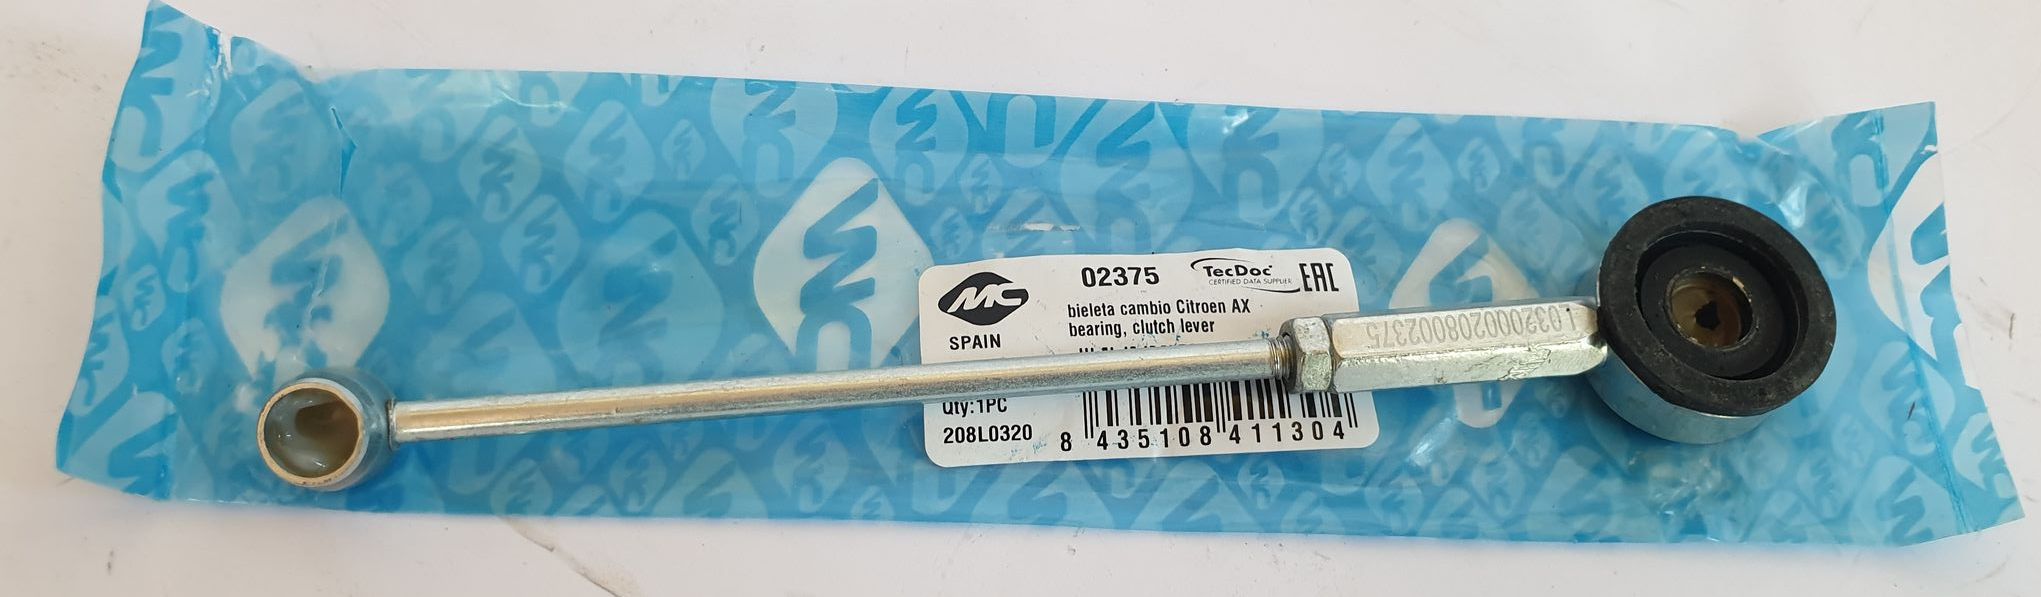 MC
SPAIN
02375
TecDoc
CERTIFIED DATA SUPPLIER
EAC
bieleta cambio Citroen AX
bearing, clutch lever
Qty:1PC
208L0320
8 435108 411304
L0320002080002375